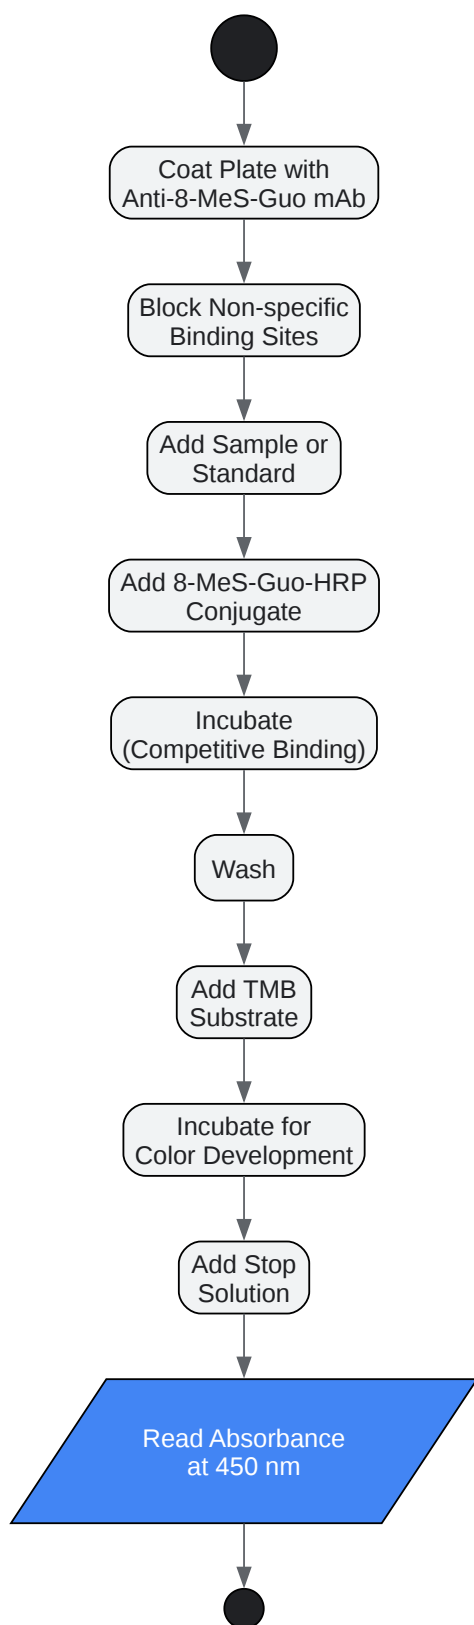 Coat Plate with
Anti-8-MeS-Guo mAb
Block Non-specific
Binding Sites
Add Sample or
Standard
Add 8-MeS-Guo-HRP
Conjugate
Incubate
(Competitive Binding)
Wash
Add TMB
Substrate
Incubate for
Color Development
Add Stop
Solution
Read Absorbance
at 450 nm